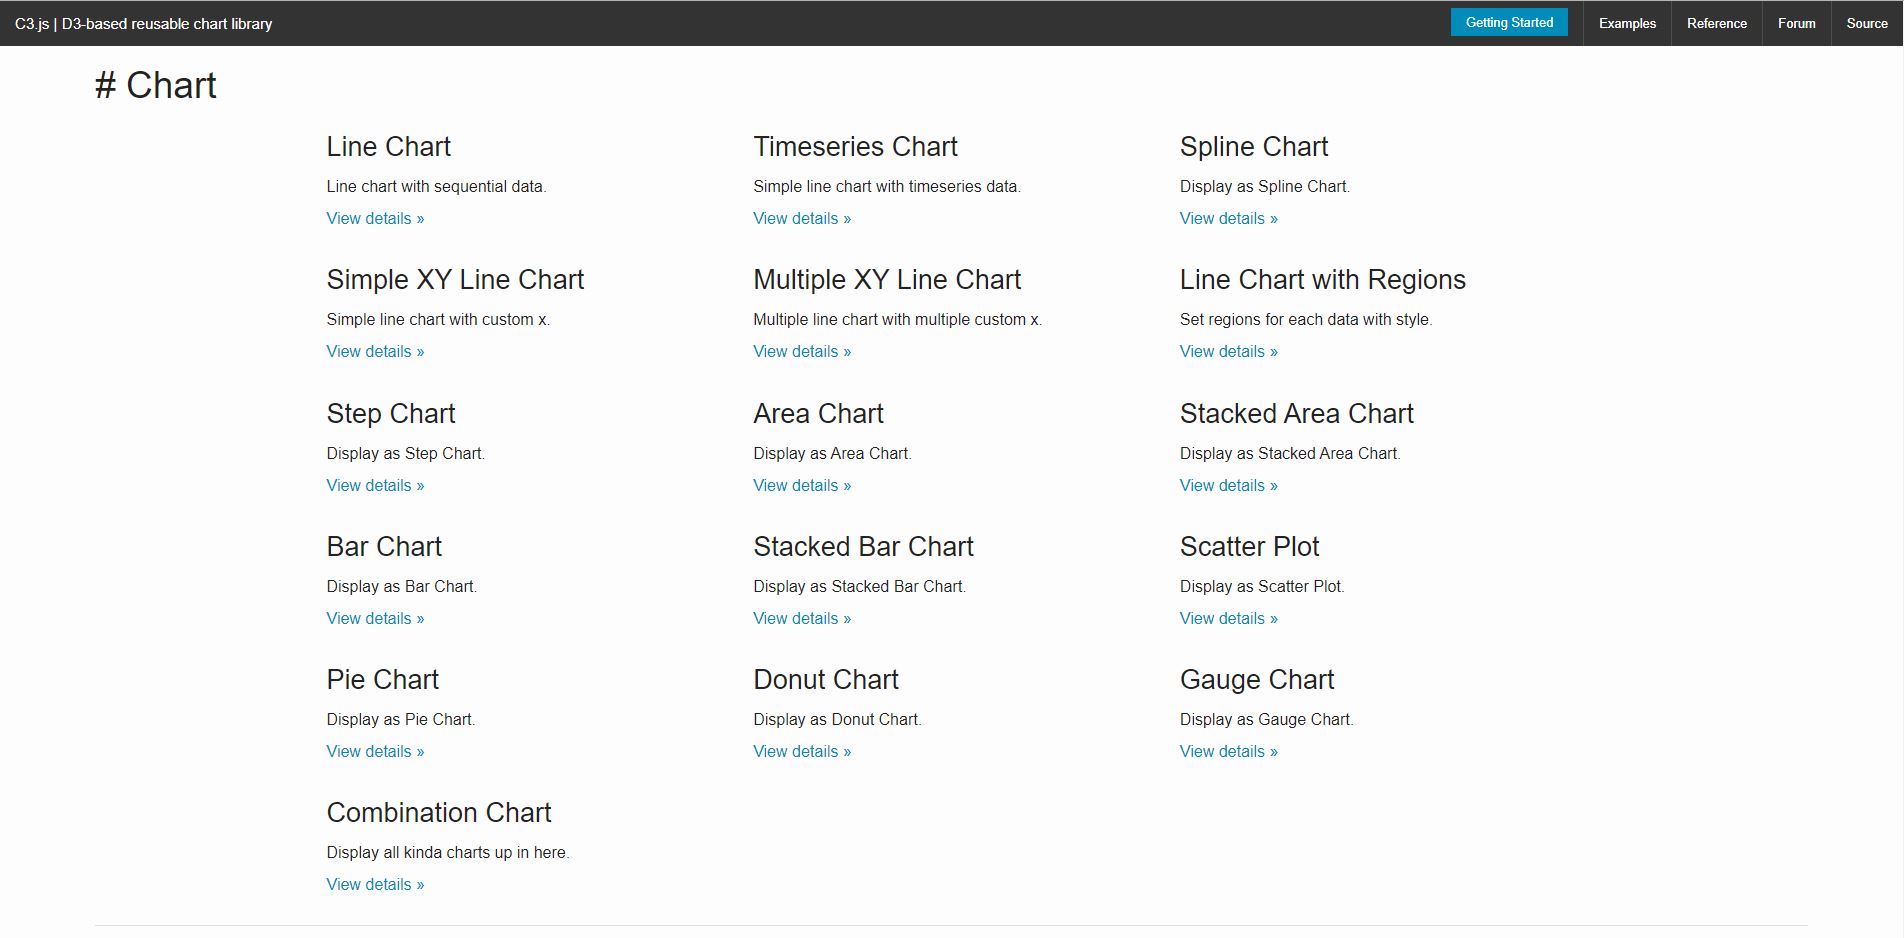 C3.js | D3-based reusable chart library
Getting Started
Examples
Reference
Forum
Source
# Chart
Line Chart
Line chart with sequential data.
View details »
Timeseries Chart
Simple line chart with timeseries data.
View details »
Spline Chart
Display as Spline Chart.
View details »
Simple XY Line Chart
Simple line chart with custom x.
View details »
Multiple XY Line Chart
Multiple line chart with multiple custom x.
View details »
Line Chart with Regions
Set regions for each data with style.
View details »
Step Chart
Display as Step Chart.
View details »
Area Chart
Display as Area Chart.
View details »
Stacked Area Chart
Display as Stacked Area Chart.
View details »
Bar Chart
Display as Bar Chart.
View details »
Stacked Bar Chart
Display as Stacked Bar Chart.
View details »
Scatter Plot
Display as Scatter Plot.
View details »
Pie Chart
Display as Pie Chart.
View details »
Donut Chart
Display as Donut Chart.
View details »
Gauge Chart
Display as Gauge Chart.
View details »
Combination Chart
Display all kinda charts up in here.
View details »